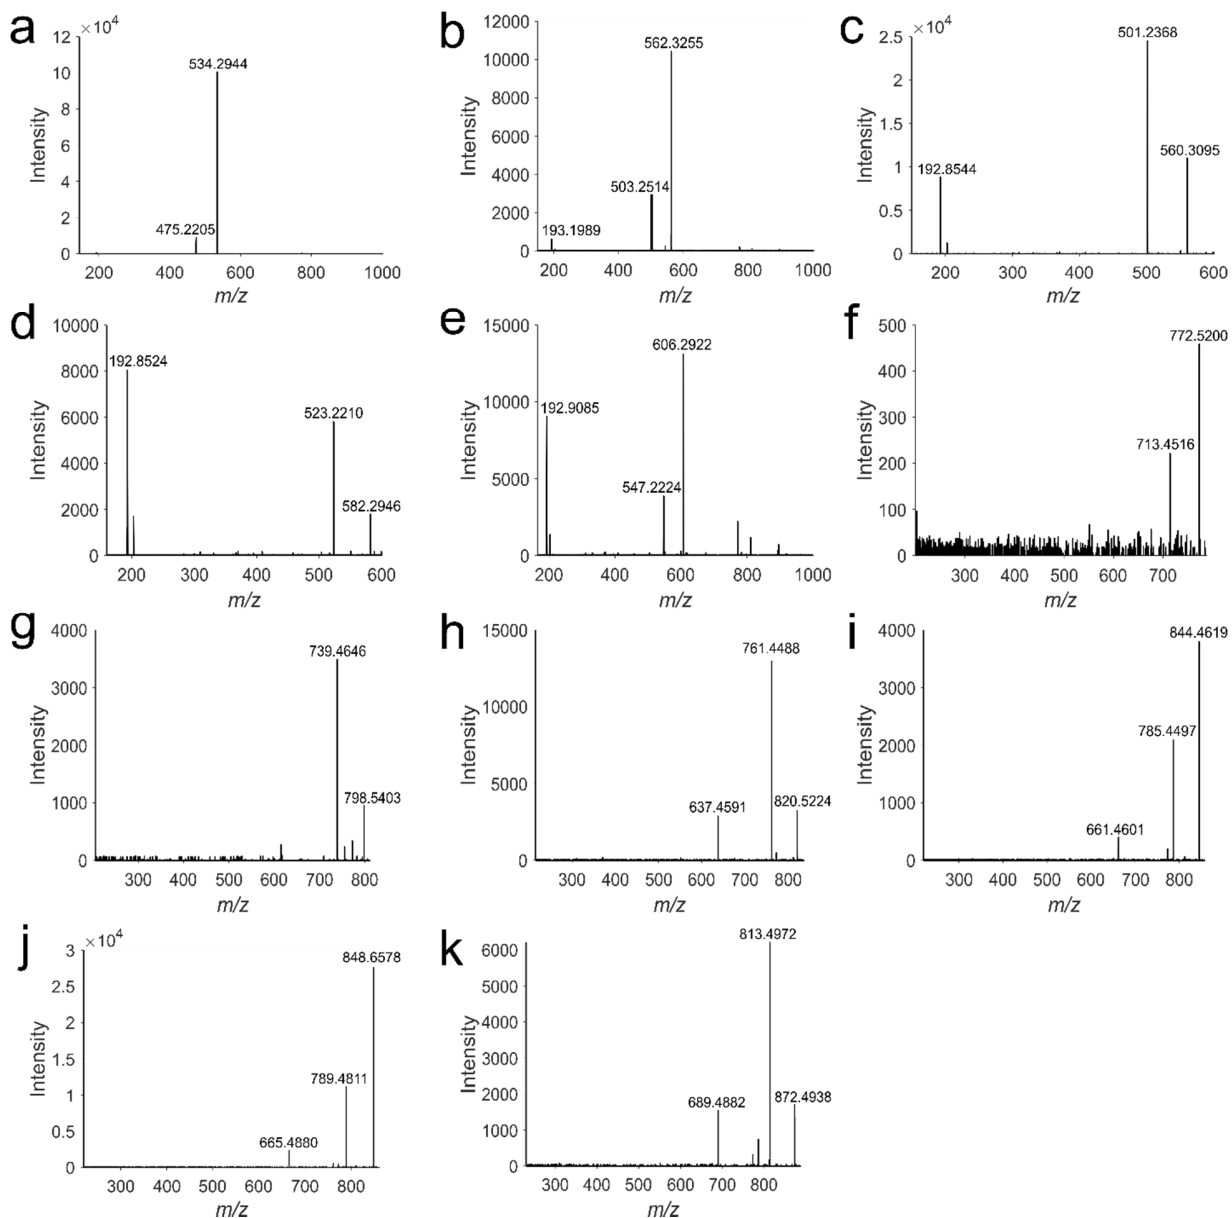 a
×10⁴
12
10
8
6
4
2
0
Intensity
534.2944
475.2205
200 400 600 800 1000
m/z
b
12000
10000
8000
6000
4000
2000
0
Intensity
562.3255
503.2514
193.1989
200 400 600 800 1000
m/z
c
×10⁴
2.5
2
1.5
1
0.5
0
Intensity
501.2368
560.3095
192.8544
200 300 400 500 600
m/z
d
10000
8000
6000
4000
2000
0
Intensity
192.8524
523.2210
582.2946
200 300 400 500 600
m/z
e
15000
10000
5000
0
Intensity
606.2922
192.9085
547.2224
200 400 600 800 1000
m/z
f
500
400
300
200
100
0
Intensity
772.5200
713.4516
300 400 500 600 700
m/z
g
4000
3000
2000
1000
0
Intensity
739.4646
798.5403
300 400 500 600 700 800
m/z
h
15000
10000
5000
0
Intensity
761.4488
637.4591
820.5224
300 400 500 600 700 800
m/z
i
4000
3000
2000
1000
0
Intensity
844.4619
785.4497
661.4601
300 400 500 600 700 800
m/z
j
×10⁴
3
2.5
2
1.5
1
0.5
0
Intensity
848.6578
789.4811
665.4880
300 400 500 600 700 800
m/z
k
6000
5000
4000
3000
2000
1000
0
Intensity
813.4972
689.4882
872.4938
300 400 500 600 700 800
m/z